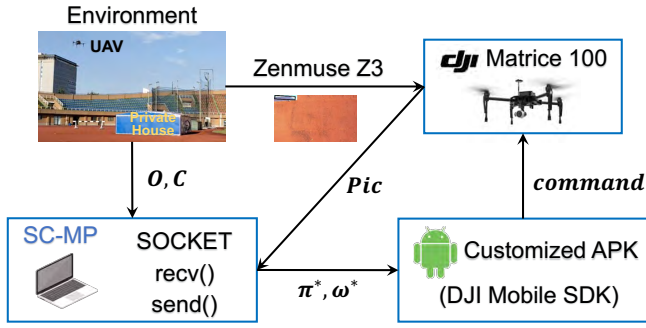 Environment
UAV
Private
House
Zenmuse Z3
dji Matrice 100
O, C
Pic
command
SC-MP
SOCKET
recv()
send()
π*, ω*
Customized APK
(DJI Mobile SDK)